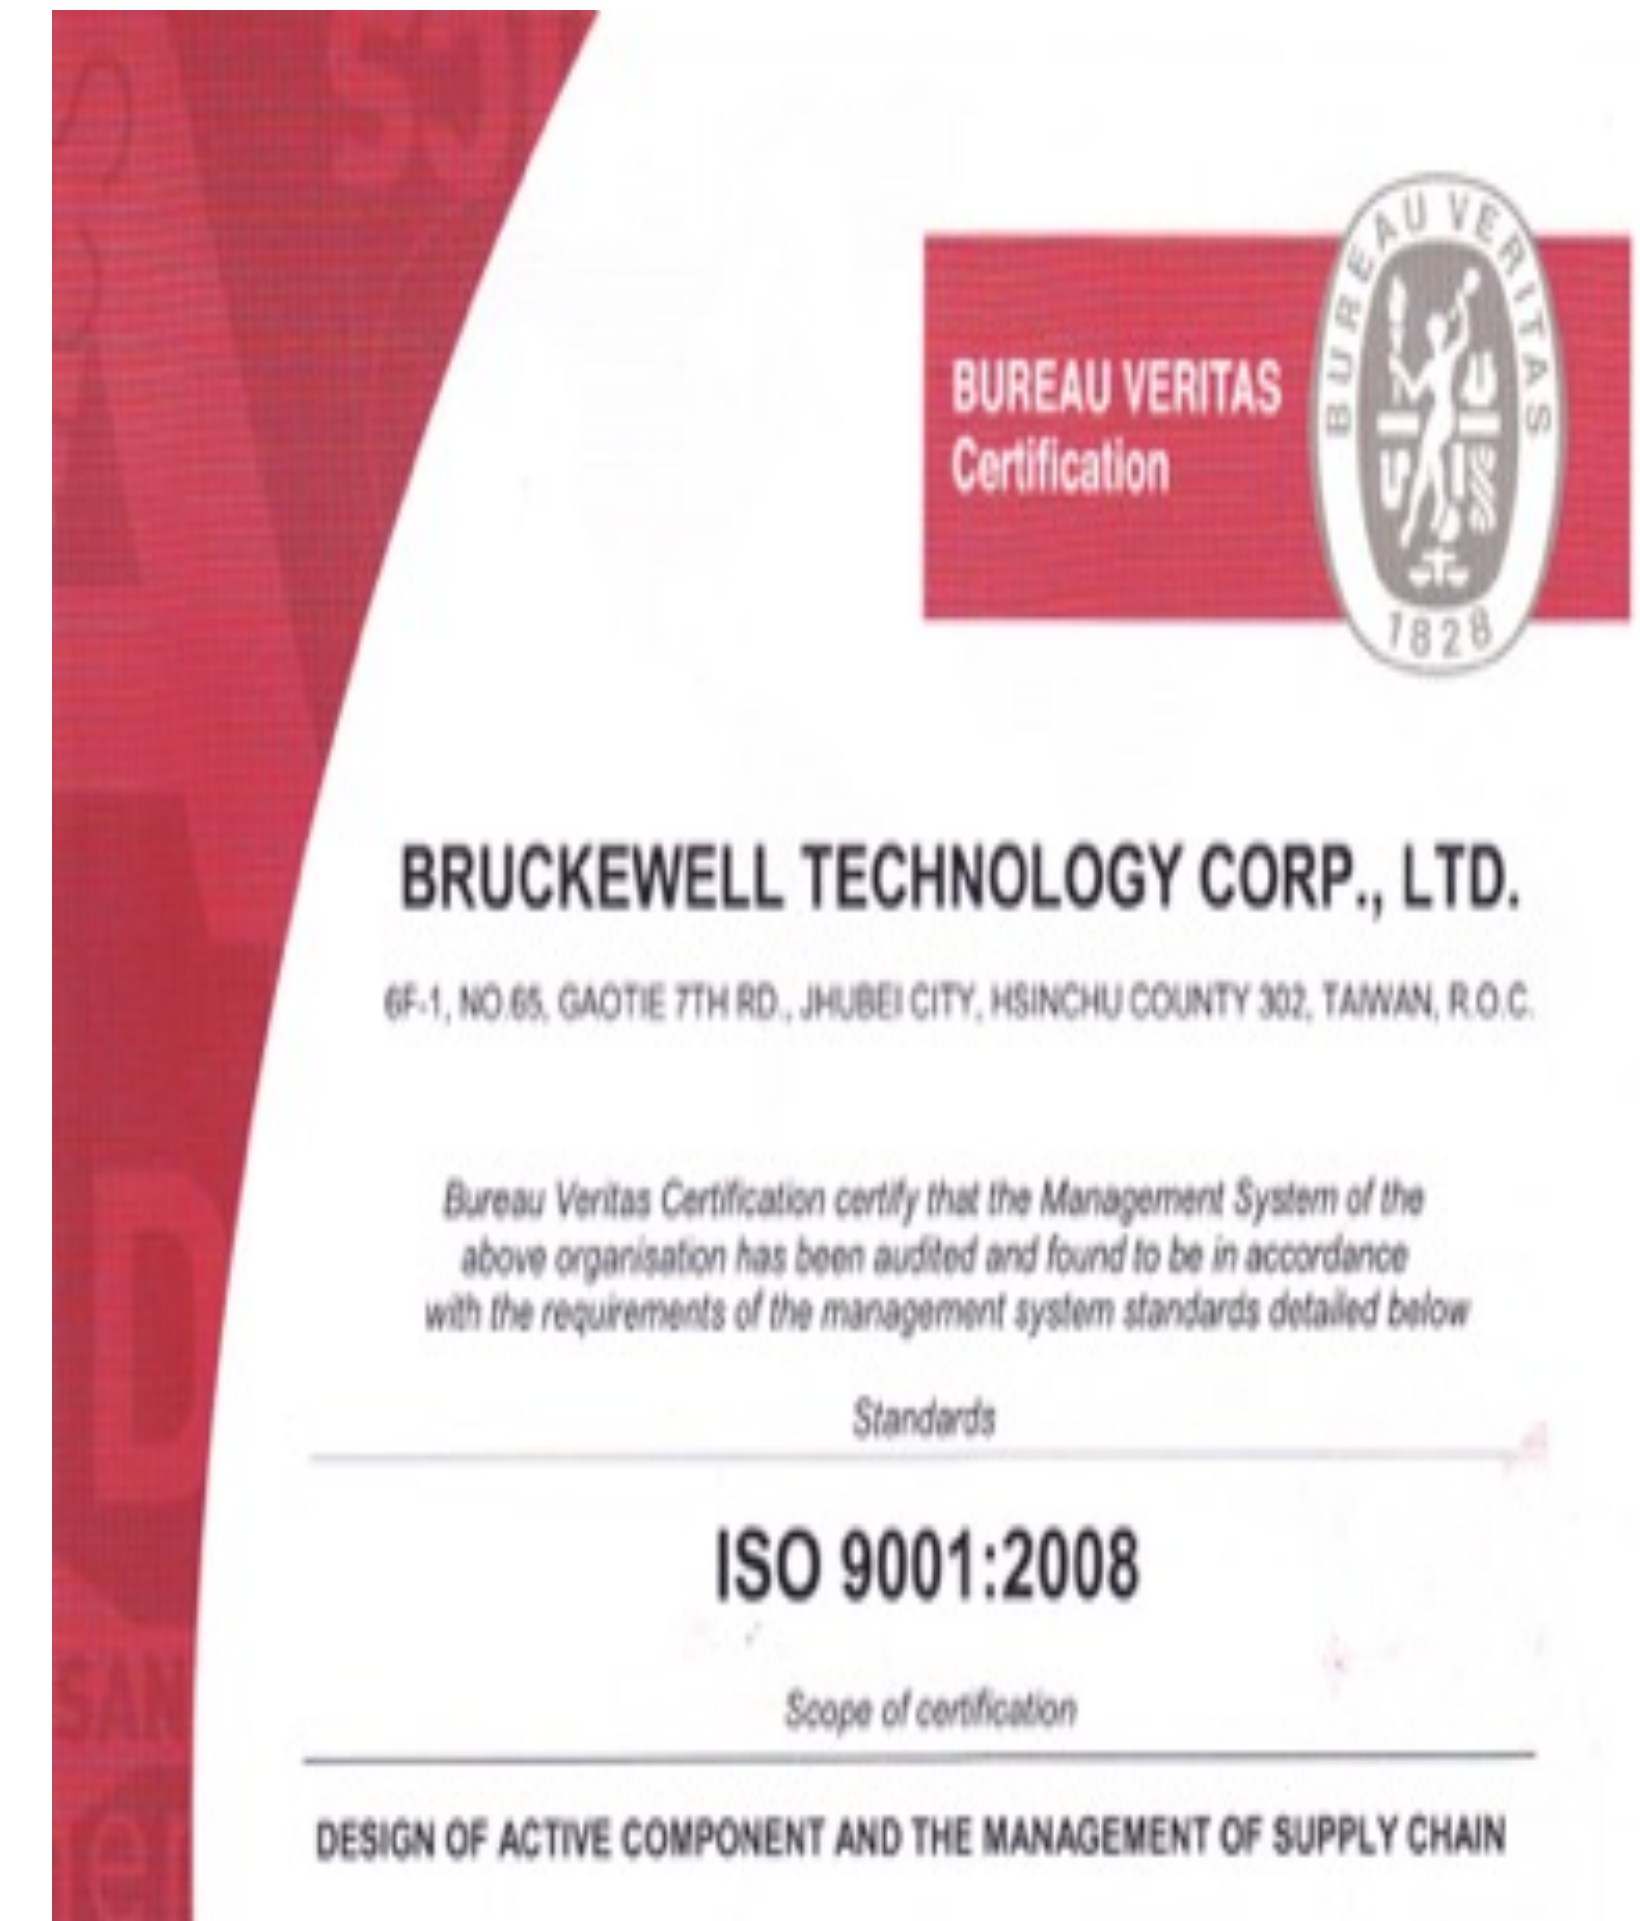 BUREAU VERITAS
BUREAU VERITAS
Certification
1828
BRUCKEWELL TECHNOLOGY CORP., LTD.
6F-1, NO.65, GAOTIE 7TH RD., JHUBEI CITY, HSINCHU COUNTY 302, TAIWAN, R.O.C.
Bureau Veritas Certification certify that the Management System of the
above organisation has been audited and found to be in accordance
with the requirements of the management system standards detailed below
Standards
ISO 9001:2008
Scope of certification
DESIGN OF ACTIVE COMPONENT AND THE MANAGEMENT OF SUPPLY CHAIN